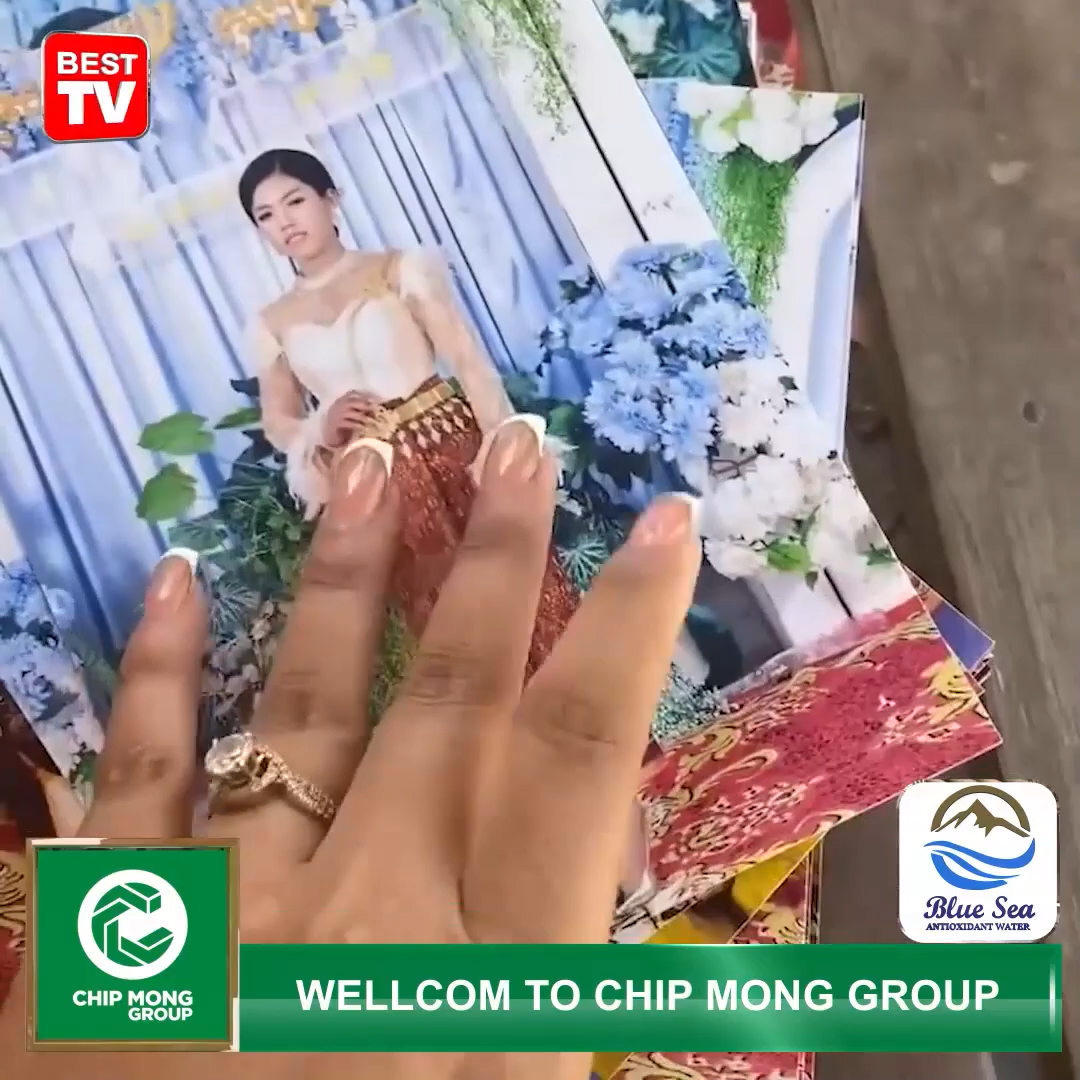 BEST
TV
Blue Sea
ANTIOXIDANT WATER
CHIP MONG
GROUP
WELLCOM TO CHIP MONG GROUP